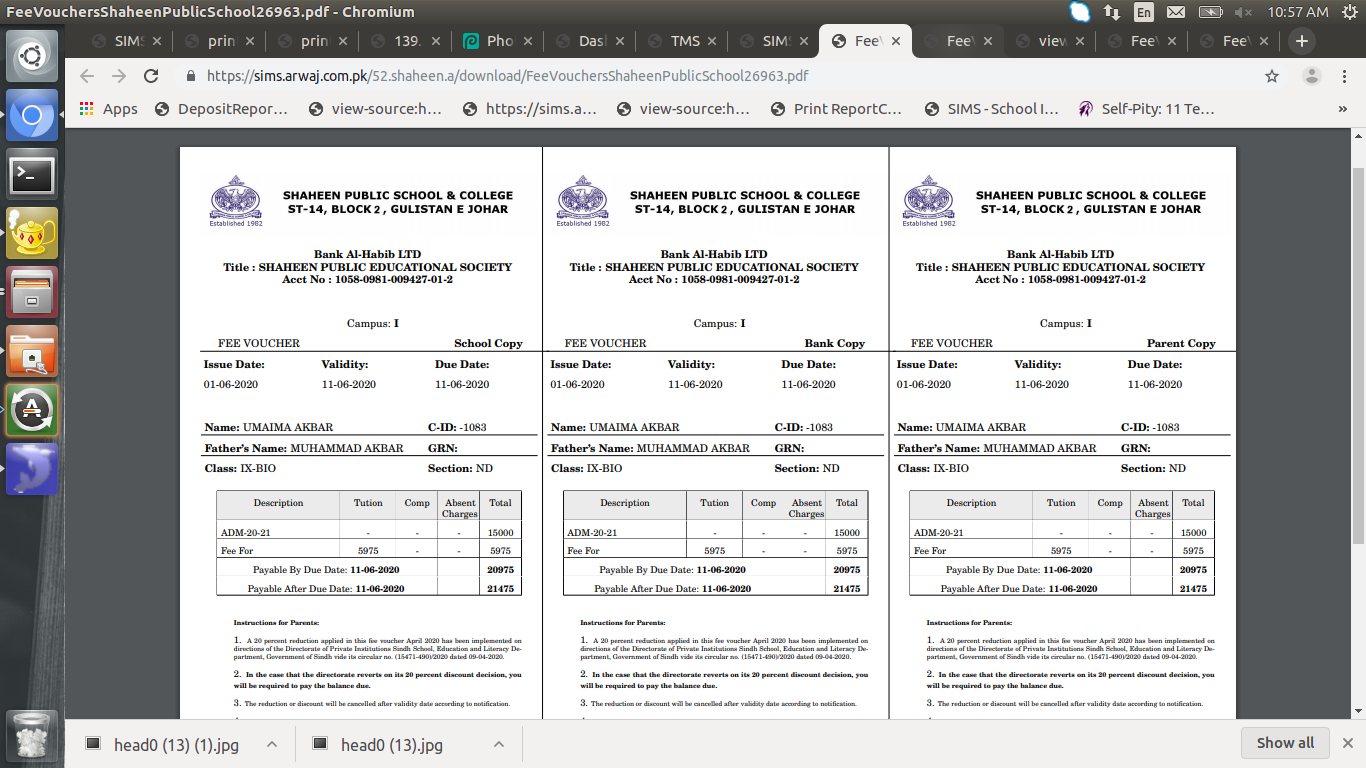 FeeVouchersShaheenPublicSchool26963.pdf - Chromium
En
10:57 AM
SIMS
prin
prin
139.
Pho
Das
TMS
SIM
Fee
Fee
view
Fee
Fee
https://sims.arwaj.com.pk/52.shaheen.a/download/FeeVouchersShaheenPublicSchool26963.pdf
Apps
DepositRepor...
view-source:h...
https://sims.a...
view-source:h...
Print ReportC...
SIMS - School I...
Self-Pity: 11 Te...
»
SHAHEEN PUBLIC SCHOOL & COLLEGE
ST-14, BLOCK 2 , GULISTAN E JOHAR
Established 1982
Bank Al-Habib LTD
Title : SHAHEEN PUBLIC EDUCATIONAL SOCIETY
Acct No : 1058-0981-009427-01-2
Campus: I
FEE VOUCHER School Copy
Issue Date: Validity: Due Date:
01-06-2020 11-06-2020 11-06-2020
Name: UMAIMA AKBAR C-ID: -1083
Father's Name: MUHAMMAD AKBAR GRN:
Class: IX-BIO Section: ND
Description Tution Comp Absent Charges Total
ADM-20-21 - - - 15000
Fee For 5975 - - 5975
Payable By Due Date: 11-06-2020 20975
Payable After Due Date: 11-06-2020 21475
Instructions for Parents:
1. A 20 percent reduction applied in this fee voucher April 2020 has been implemented on
directions of the Directorate of Private Institutions Sindh School, Education and Literacy De-
partment, Government of Sindh vide its circular no. (15471-490)/2020 dated 09-04-2020.
2. In the case that the directorate reverts on its 20 percent discount decision, you
will be required to pay the balance due.
3. The reduction or discount will be cancelled after validity date according to notification.
SHAHEEN PUBLIC SCHOOL & COLLEGE
ST-14, BLOCK 2 , GULISTAN E JOHAR
Established 1982
Bank Al-Habib LTD
Title : SHAHEEN PUBLIC EDUCATIONAL SOCIETY
Acct No : 1058-0981-009427-01-2
Campus: I
FEE VOUCHER Bank Copy
Issue Date: Validity: Due Date:
01-06-2020 11-06-2020 11-06-2020
Name: UMAIMA AKBAR C-ID: -1083
Father's Name: MUHAMMAD AKBAR GRN:
Class: IX-BIO Section: ND
Description Tution Comp Absent Charges Total
ADM-20-21 - - - 15000
Fee For 5975 - - 5975
Payable By Due Date: 11-06-2020 20975
Payable After Due Date: 11-06-2020 21475
Instructions for Parents:
1. A 20 percent reduction applied in this fee voucher April 2020 has been implemented on
directions of the Directorate of Private Institutions Sindh School, Education and Literacy De-
partment, Government of Sindh vide its circular no. (15471-490)/2020 dated 09-04-2020.
2. In the case that the directorate reverts on its 20 percent discount decision, you
will be required to pay the balance due.
3. The reduction or discount will be cancelled after validity date according to notification.
SHAHEEN PUBLIC SCHOOL & COLLEGE
ST-14, BLOCK 2 , GULISTAN E JOHAR
Established 1982
Bank Al-Habib LTD
Title : SHAHEEN PUBLIC EDUCATIONAL SOCIETY
Acct No : 1058-0981-009427-01-2
Campus: I
FEE VOUCHER Parent Copy
Issue Date: Validity: Due Date:
01-06-2020 11-06-2020 11-06-2020
Name: UMAIMA AKBAR C-ID: -1083
Father's Name: MUHAMMAD AKBAR GRN:
Class: IX-BIO Section: ND
Description Tution Comp Absent Charges Total
ADM-20-21 - - - 15000
Fee For 5975 - - 5975
Payable By Due Date: 11-06-2020 20975
Payable After Due Date: 11-06-2020 21475
Instructions for Parents:
1. A 20 percent reduction applied in this fee voucher April 2020 has been implemented on
directions of the Directorate of Private Institutions Sindh School, Education and Literacy De-
partment, Government of Sindh vide its circular no. (15471-490)/2020 dated 09-04-2020.
2. In the case that the directorate reverts on its 20 percent discount decision, you
will be required to pay the balance due.
3. The reduction or discount will be cancelled after validity date according to notification.
head0 (13) (1).jpg
head0 (13).jpg
Show all